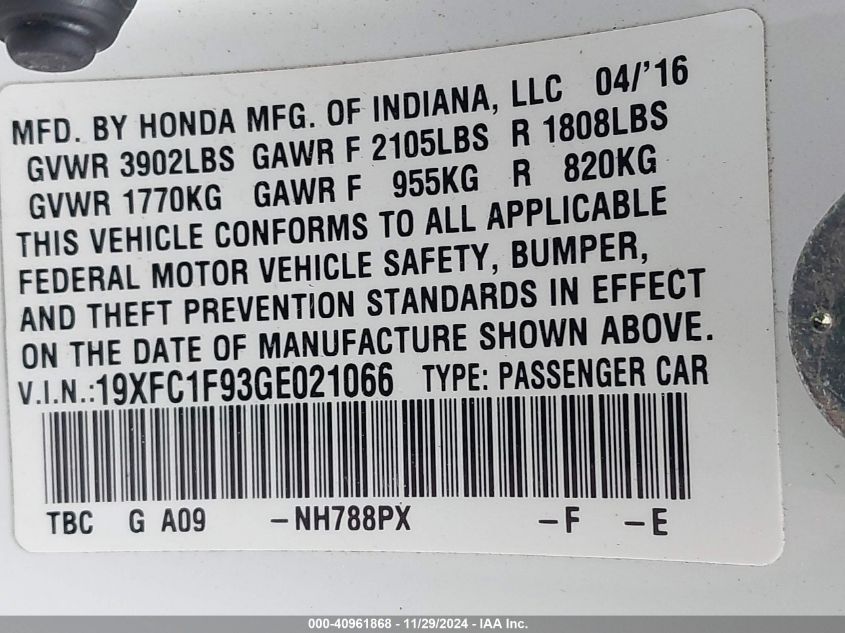 MFD. BY HONDA MFG. OF INDIANA, LLC 04/'16
GVWR 3902LBS GAWR F 2105LBS R 1808LBS
GVWR 1770KG GAWR F 955KG R 820KG
THIS VEHICLE CONFORMS TO ALL APPLICABLE
FEDERAL MOTOR VEHICLE SAFETY, BUMPER,
AND THEFT PREVENTION STANDARDS IN EFFECT
ON THE DATE OF MANUFACTURE SHOWN ABOVE.
V.I.N.:19XFC1F93GE021066 TYPE: PASSENGER CAR
TBC G A09 -NH788PX -F -E
000-40961868 - 11/29/2024 - IAA Inc.